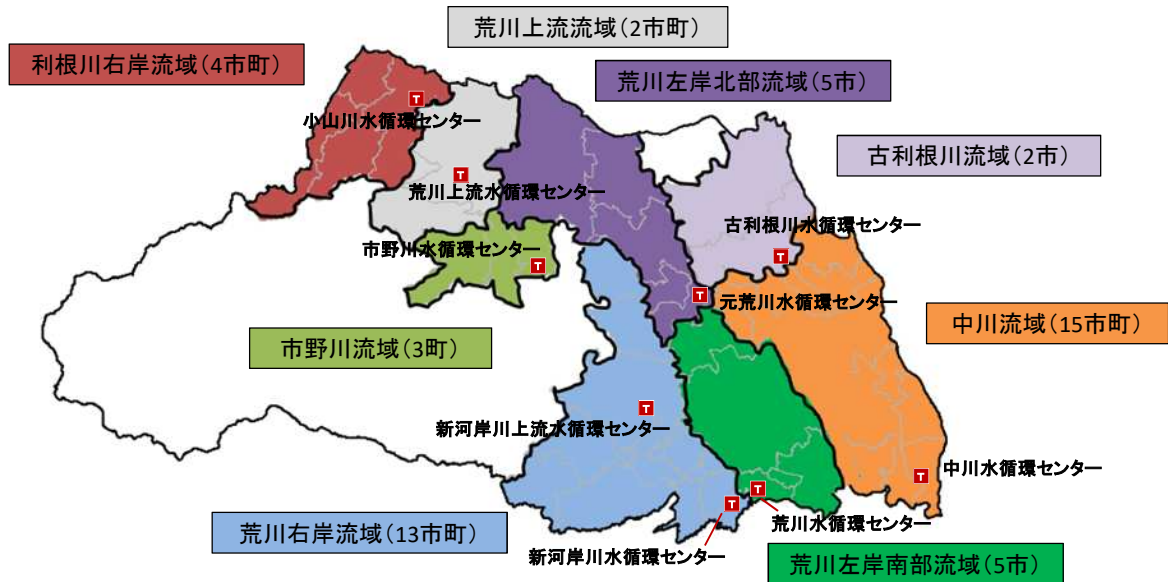 荒川上流流域(2市町)
利根川右岸流域(4市町)
荒川左岸北部流域(5市)
T
小山川水循環センター
古利根川流域(2市)
T
荒川上流水循環センター
古利根川水循環センター
市野川水循環センター
T
T
T
元荒川水循環センター
中川流域(15市町)
市野川流域(3町)
T
新河岸川上流水循環センター
T
中川水循環センター
T
T
荒川右岸流域(13市町)
荒川水循環センター
新河岸川水循環センター
荒川左岸南部流域(5市)